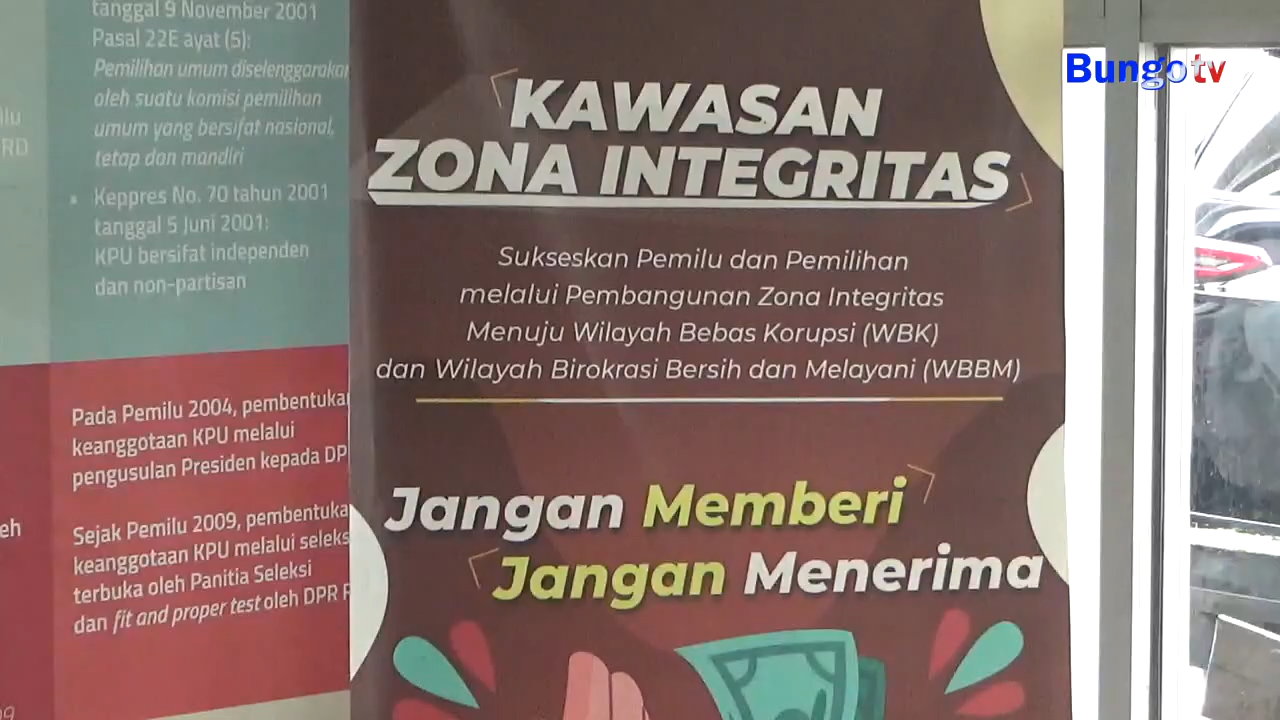 tanggal 9 November 2001
Pasal 22E ayat (5):
Pemilihan umum diselenggarakan
oleh suatu komisi pemilihan
umum yang bersifat nasional,
tetap dan mandiri
• Keppres No. 70 tahun 2001
tanggal 5 Juni 2001:
KPU bersifat independen
dan non-partisan
Pada Pemilu 2004, pembentukan
keanggotaan KPU melalui
pengusulan Presiden kepada DP
Sejak Pemilu 2009, pembentuka
keanggotaan KPU melalui seleks
terbuka oleh Panitia Seleksi
dan fit and proper test oleh DPR R
KAWASAN
ZONA INTEGRITAS
Sukseskan Pemilu dan Pemilihan
melalui Pembangunan Zona Integritas
Menuju Wilayah Bebas Korupsi (WBK)
dan Wilayah Birokrasi Bersih dan Melayani (WBBM)
Jangan Memberi
Jangan Menerima
Bungotv